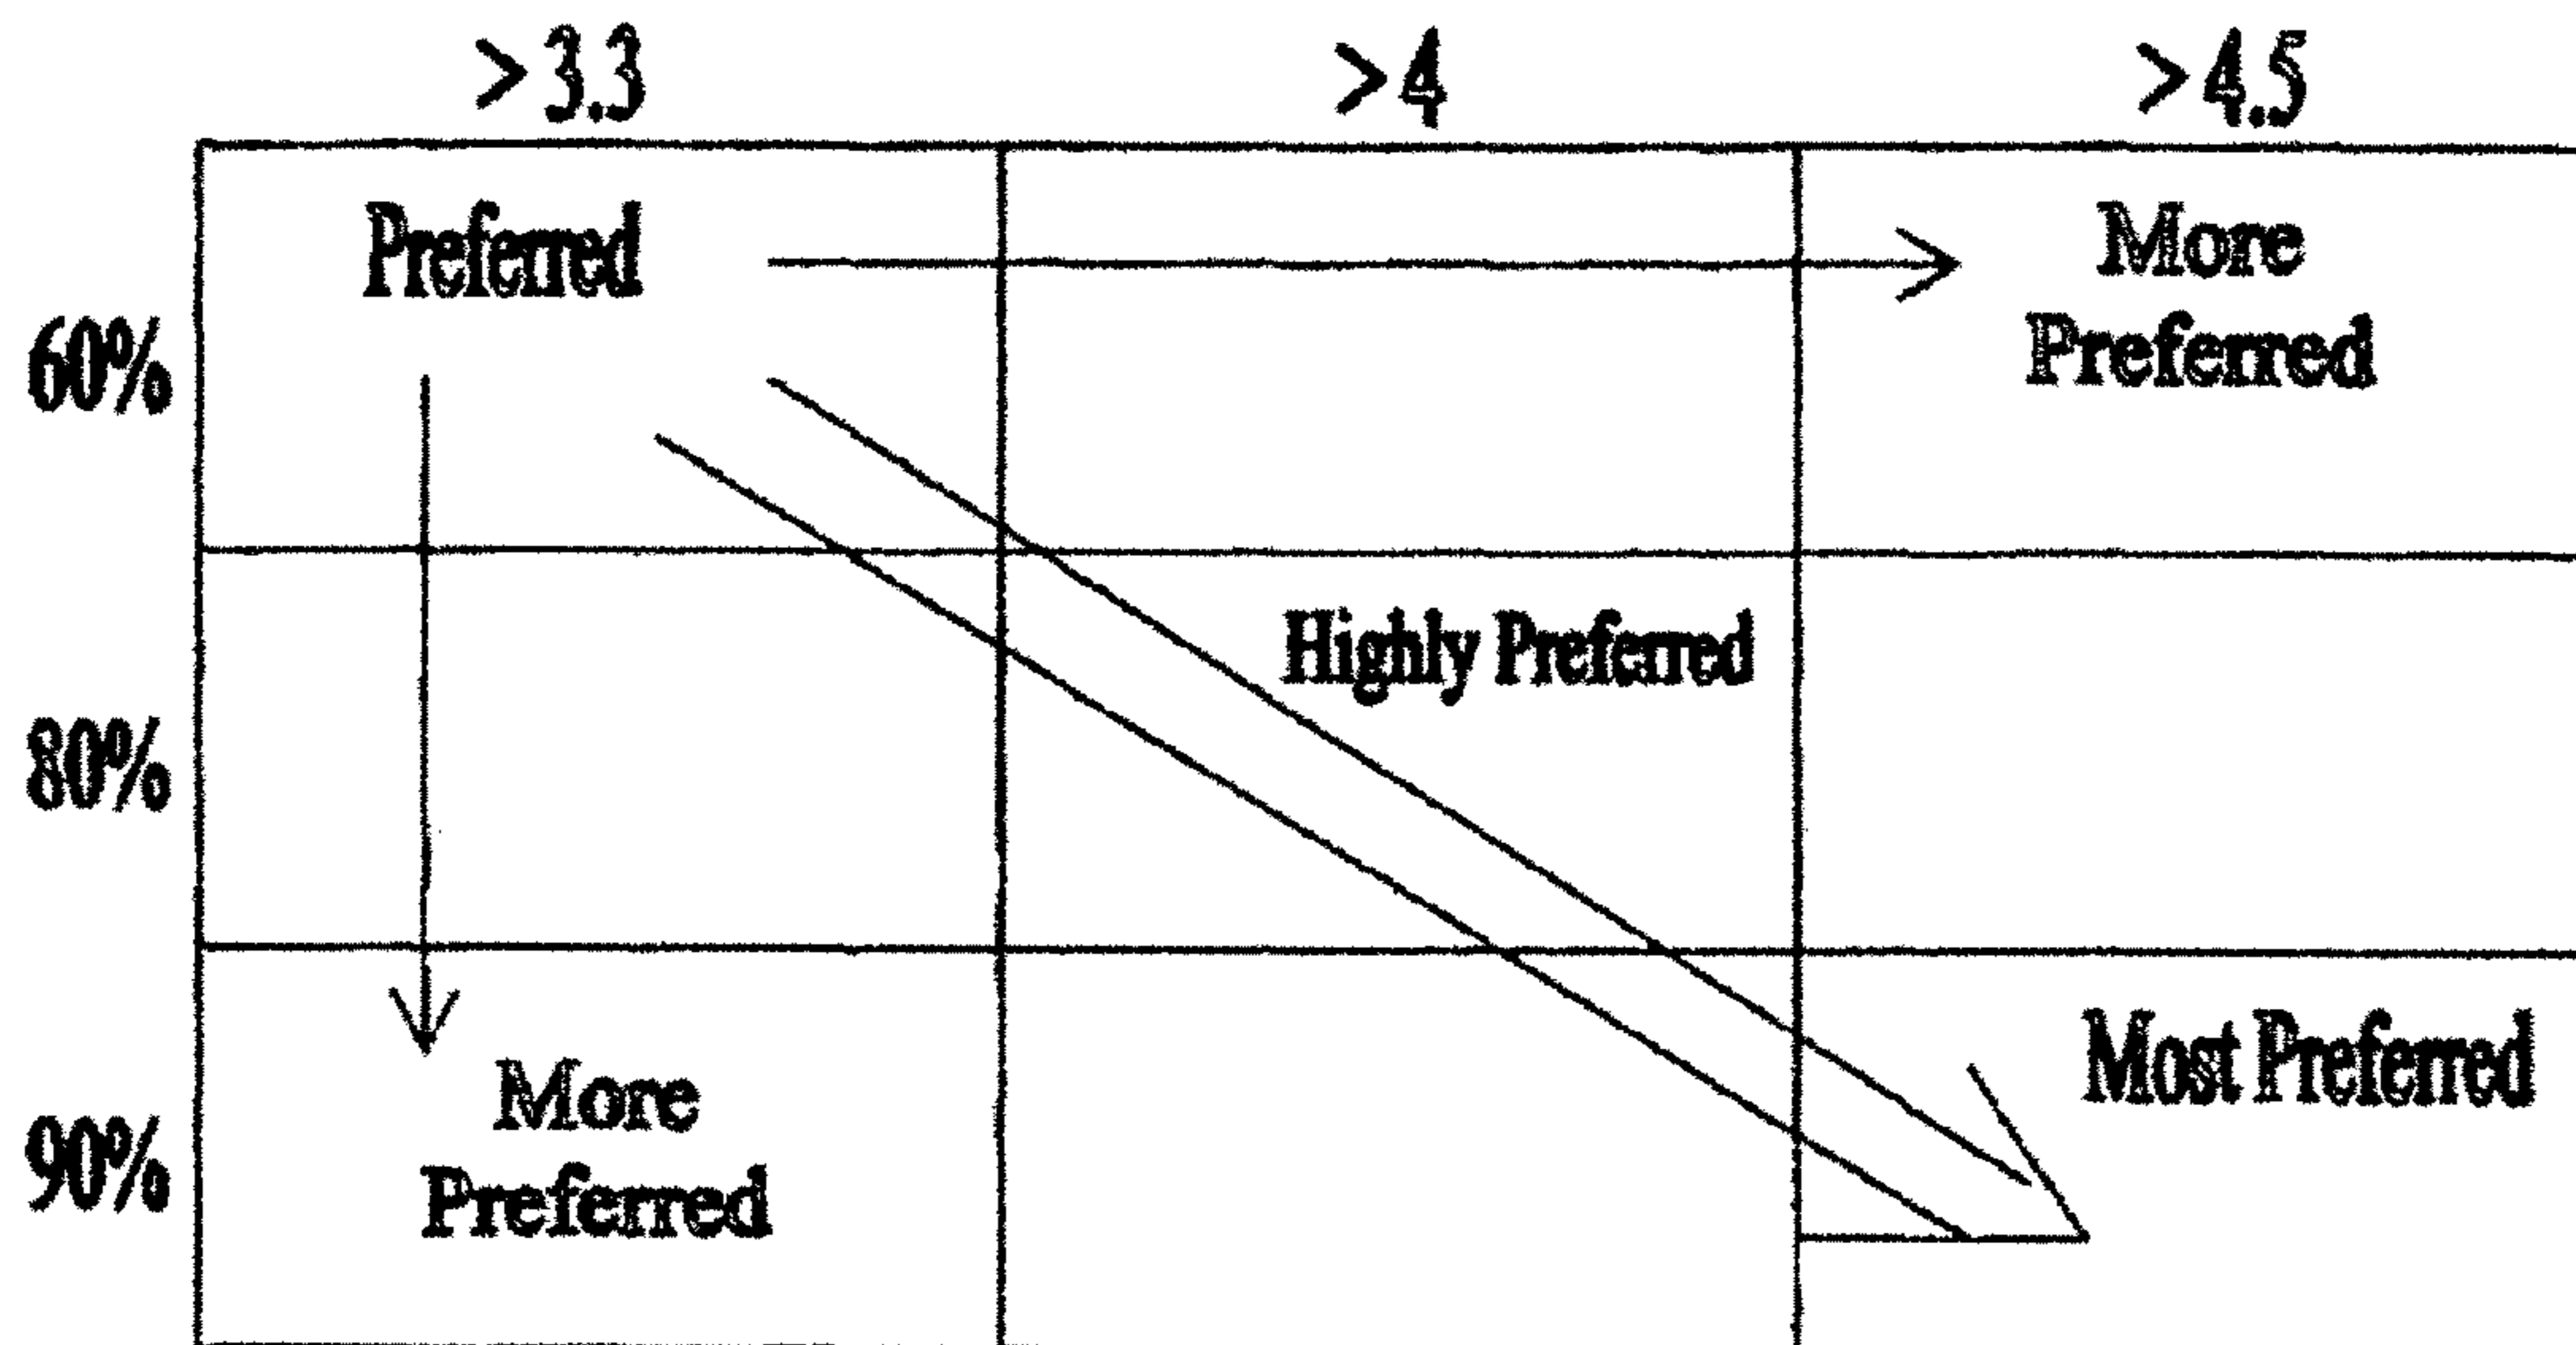 >3.3 >4 >4.5
Preferred
More
Preferred
60%
Highly Preferred
80%
Most Preferred
More
Preferred
90%